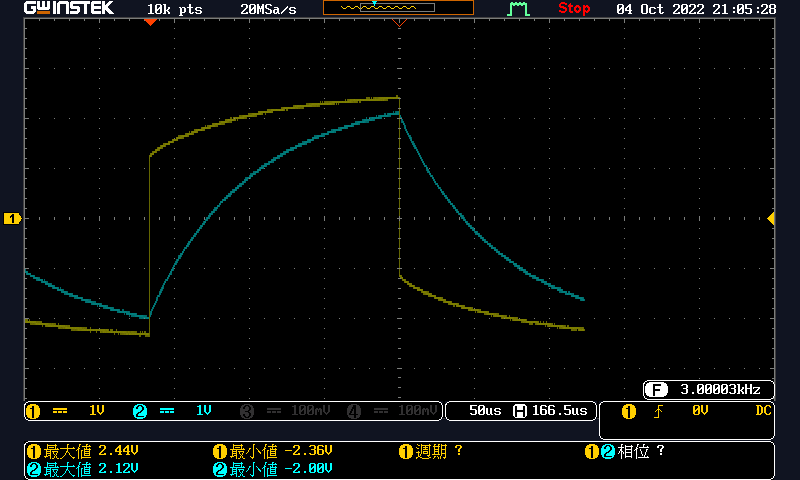 GWINSTEK 10k pts 20MSa/s Stop 04 Oct 2022 21:05:28
1
F 3.00003kHz
1 1V 2 1V 3 100mV 4 100mV 50us H 166.5us 1 0V DC
1 最大値 2.44V 1 最小値 -2.36V 1 週期 ? 1 2 相位 ?
2 最大値 2.12V 2 最小値 -2.00V